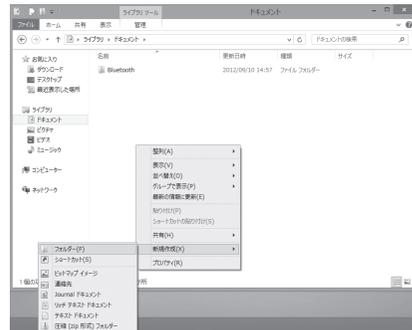 ライブラリ ツール
ドキュメント
ファイル ホーム 共有 表示 管理
ライブラリ ▸ ドキュメント ▸
ドキュメントの検索
名前 更新日時 種類 サイズ
お気に入り
ダウンロード
デスクトップ
最近表示した場所
Bluetooth 2012/09/10 14:57 ファイル フォルダー
ライブラリ
ドキュメント
ピクチャ
ビデオ
ミュージック
コンピューター
ネットワーク
整列(A)
表示(V)
並べ替え(O)
グループで表示(P)
最新の情報に更新(E)
貼り付け(P)
ショートカットの貼り付け(S)
共有(H)
新規作成(X)
プロパティ(R)
フォルダー(F)
ショートカット(S)
ビットマップ イメージ
連絡先
Journal ドキュメント
リッチ テキスト ドキュメント
テキスト ドキュメント
圧縮 (zip 形式) フォルダー